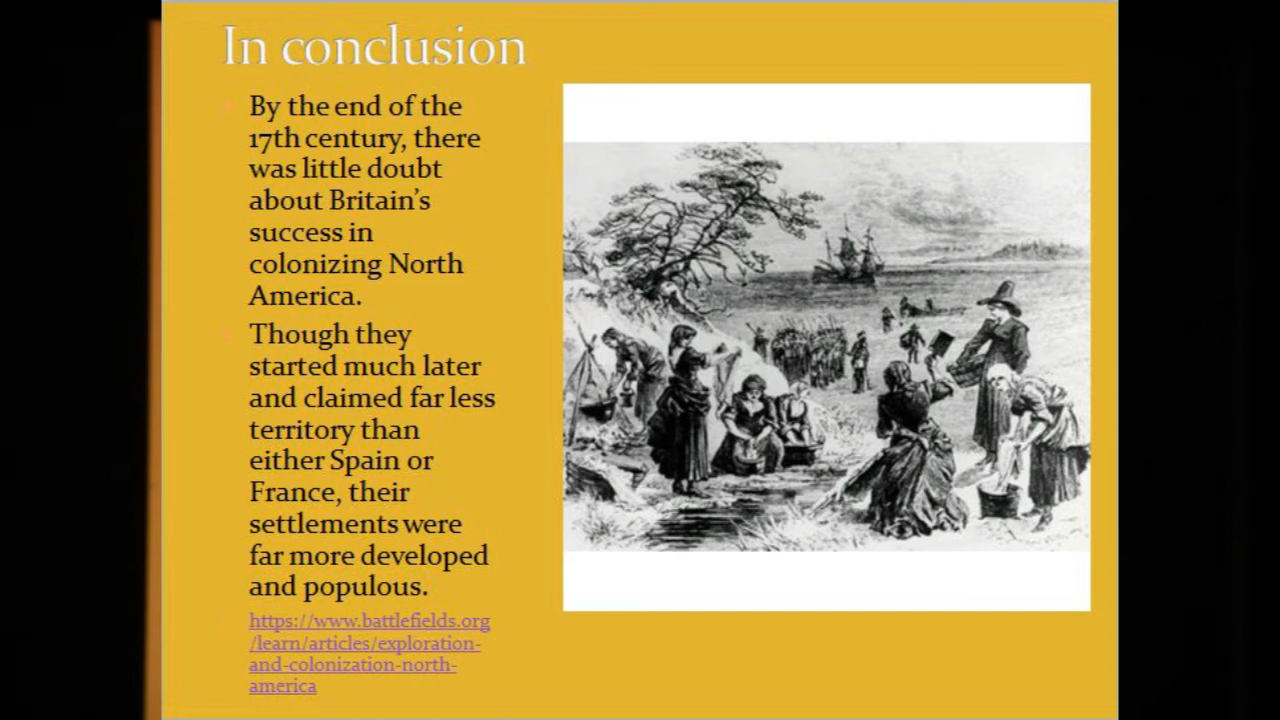 In conclusion
By the end of the
17th century, there
was little doubt
about Britain’s
success in
colonizing North
America.
Though they
started much later
and claimed far less
territory than
either Spain or
France, their
settlements were
far more developed
and populous.
https://www.battlefields.org
/learn/articles/exploration-
and-colonization-north-
america